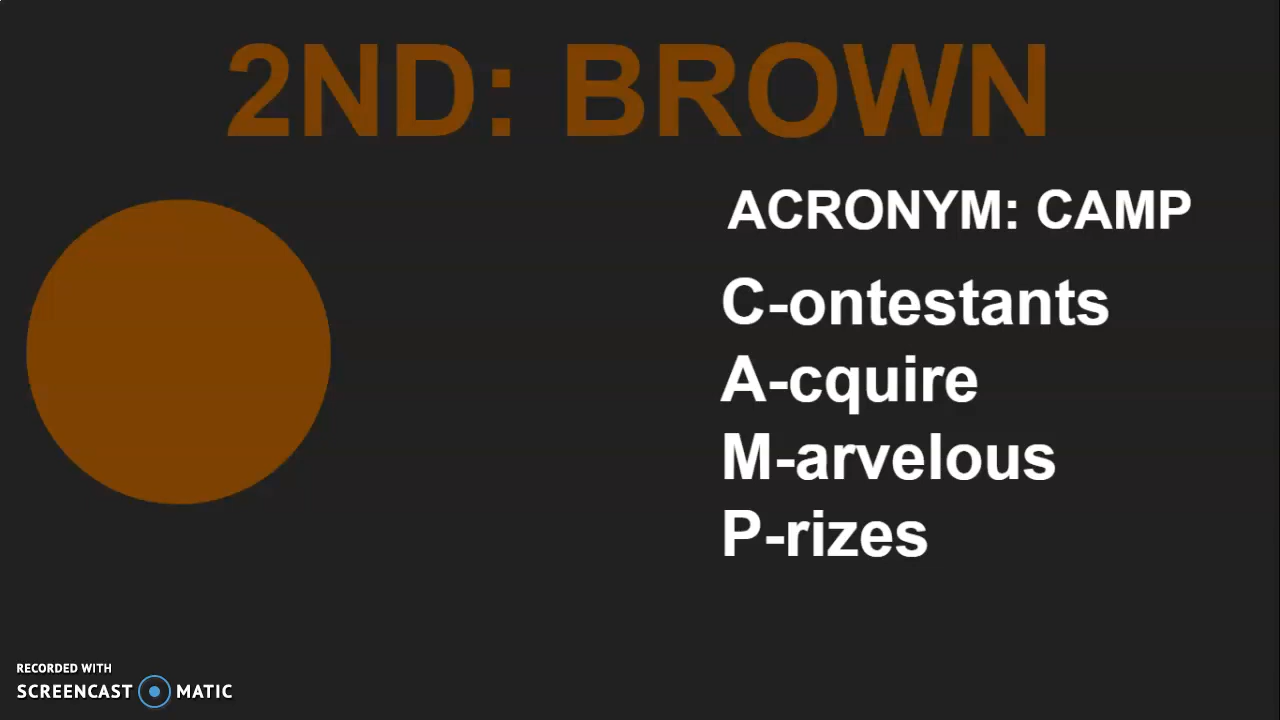 2ND: BROWN
ACRONYM: CAMP
C-ontestants
A-cquire
M-arvelous
P-rizes
RECORDED WITH
SCREENCAST MATIC